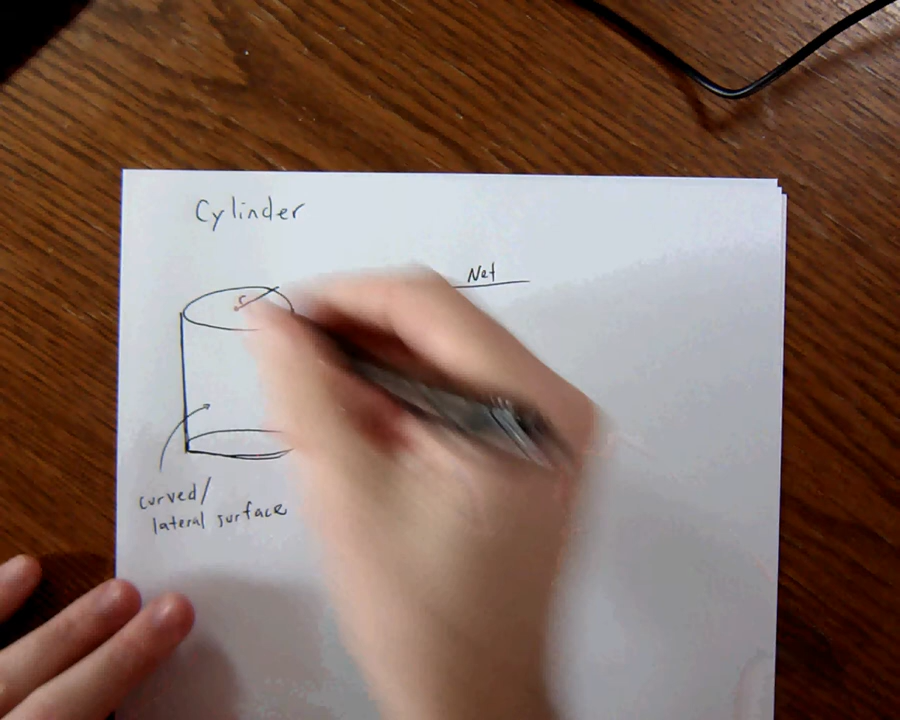 Cylinder
Net
r
curved/
lateral surface